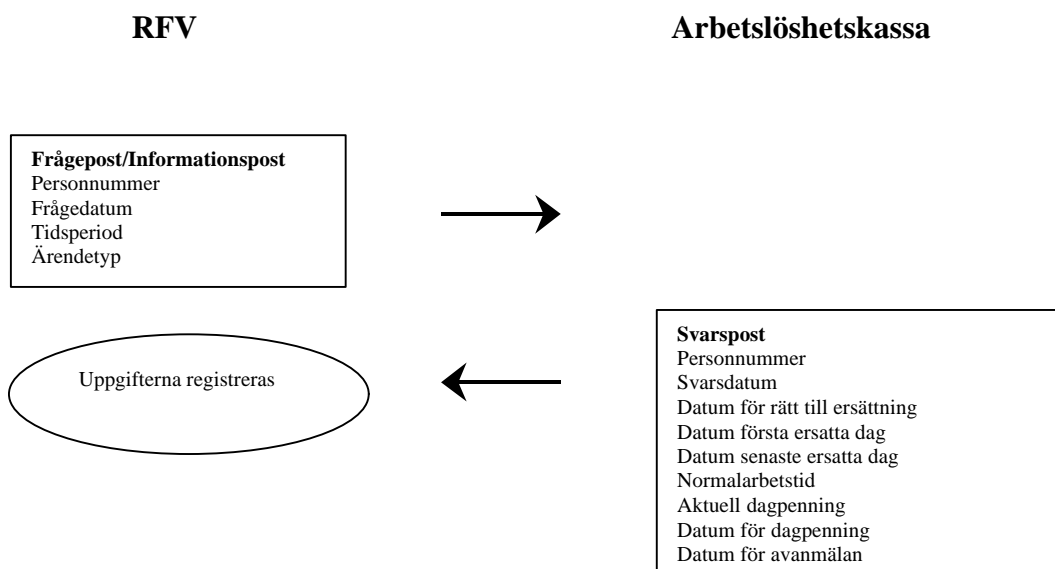 RFV
Arbetslöshetskassa
Frågepost/Informationspost
Personnummer
Frågedatum
Tidsperiod
Ärendetyp
Uppgifterna registreras
Svarspost
Personnummer
Svarsdatum
Datum för rätt till ersättning
Datum första ersatta dag
Datum senaste ersatta dag
Normalarbetstid
Aktuell dagpenning
Datum för dagpenning
Datum för avanmälan